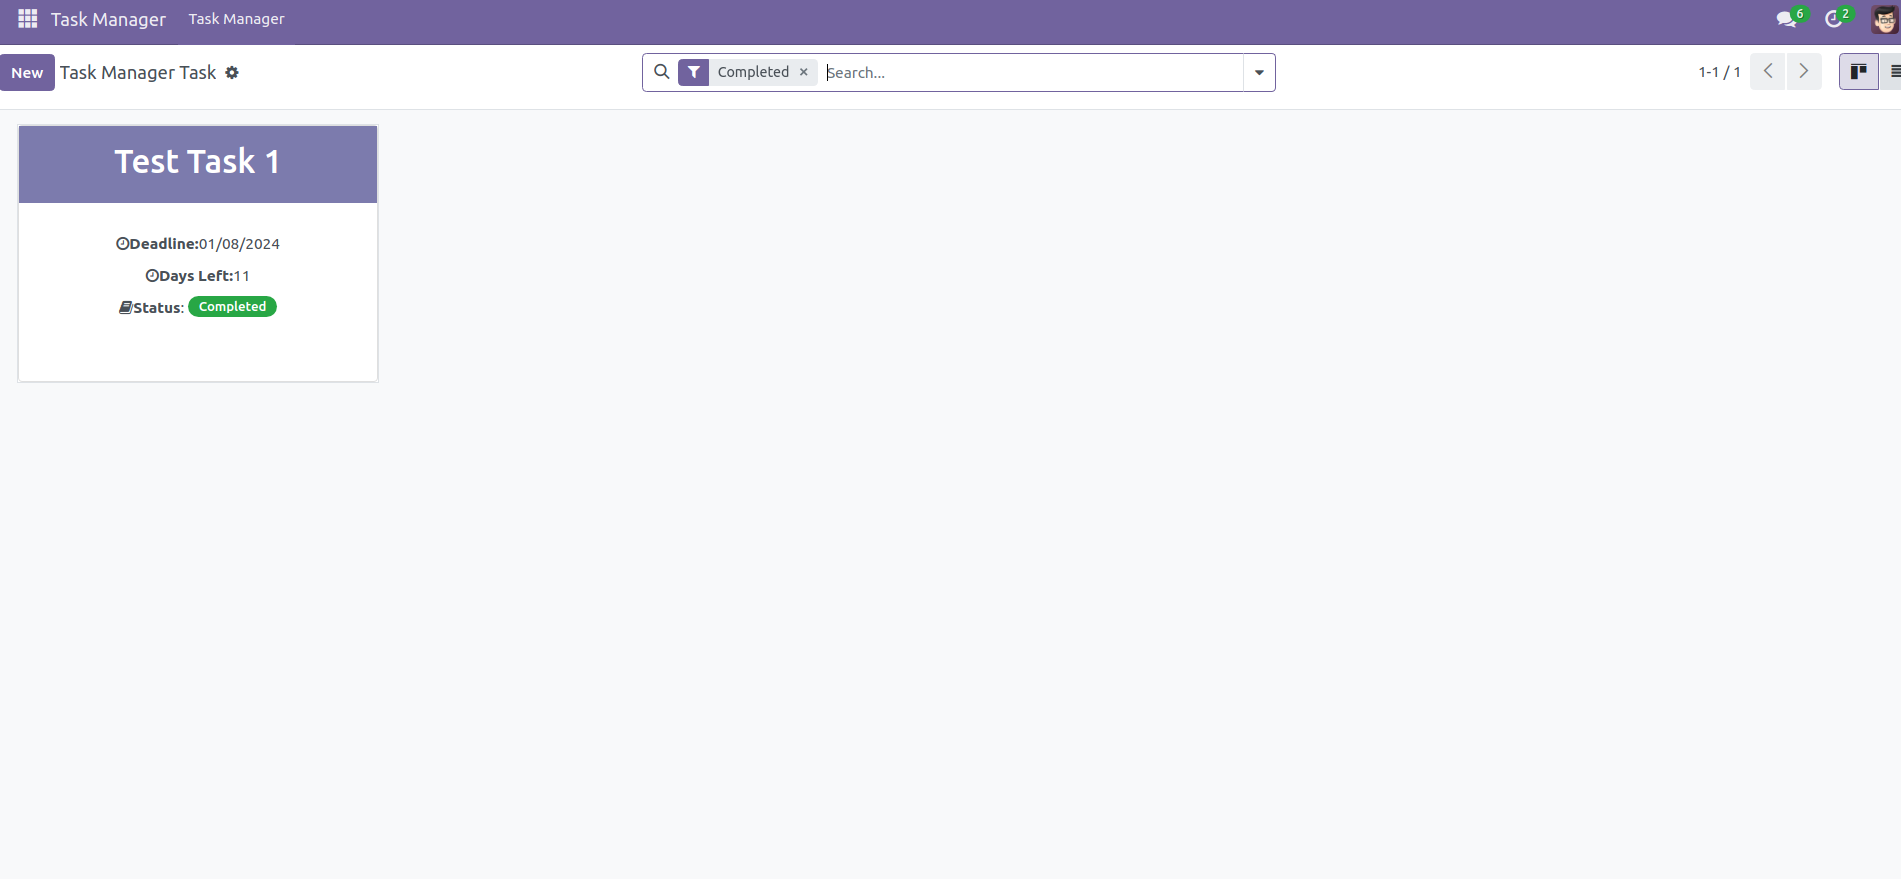 Task Manager Task Manager 6 2
New Task Manager Task Completed × Search... 1-1 / 1
Test Task 1
Deadline:01/08/2024
Days Left:11
Status: Completed